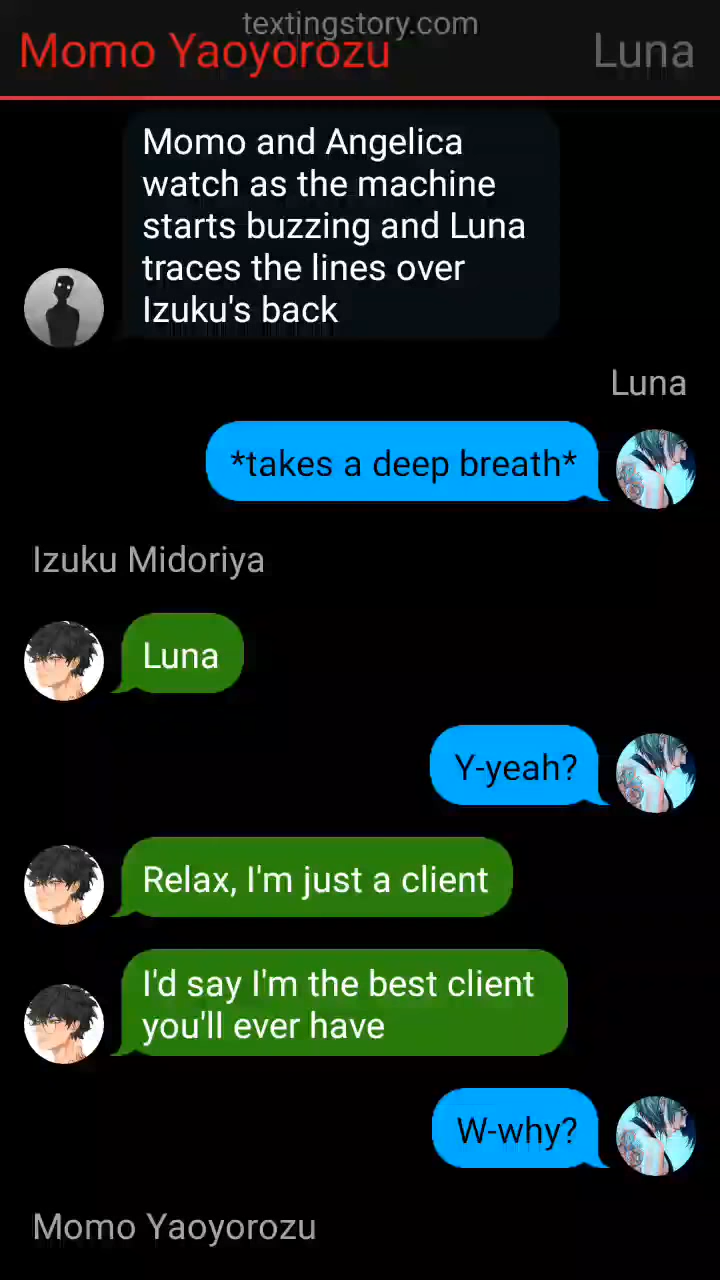 textingstory.com
Momo Yaoyorozu
Luna
Momo and Angelica
watch as the machine
starts buzzing and Luna
traces the lines over
Izuku's back
Luna
*takes a deep breath*
Izuku Midoriya
Luna
Y-yeah?
Relax, I'm just a client
I'd say I'm the best client
you'll ever have
W-why?
Momo Yaoyorozu